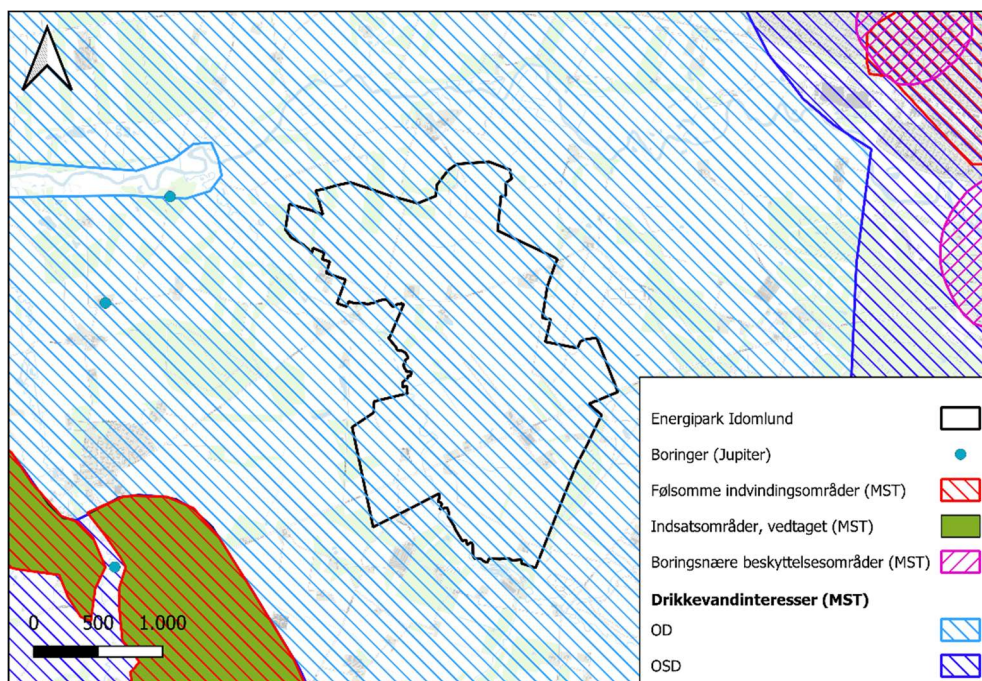 Energipark Idomlund
Boringer (Jupiter)
Følsomme indvindingsområder (MST)
Indsatsområder, vedtaget (MST)
Boringsnære beskyttelsesområder (MST)
Drikkevandinteresser (MST)
OD
OSD
0 500 1.000